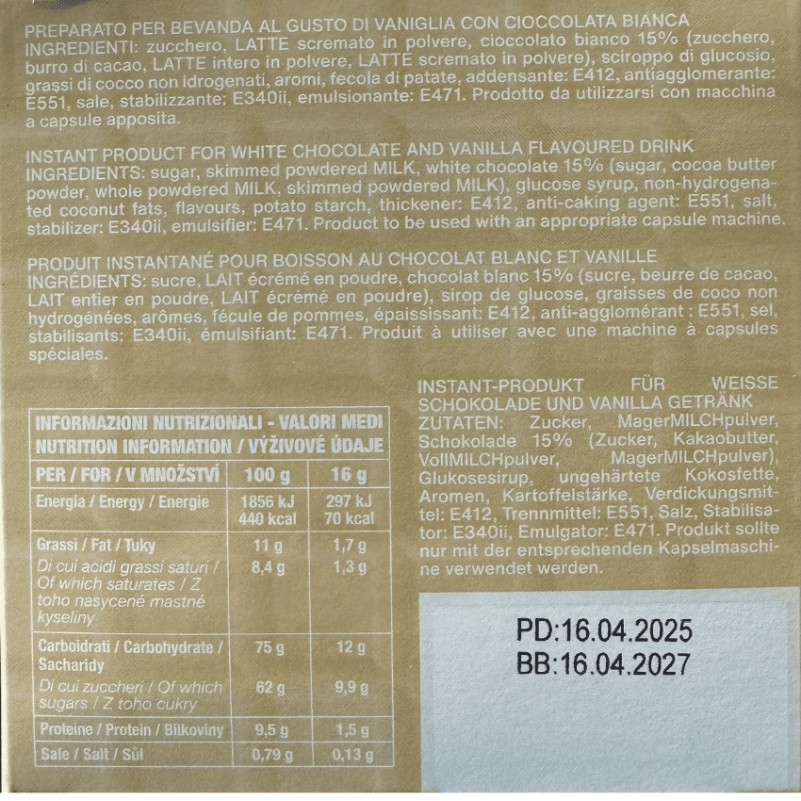 PREPARATO PER BEVANDA AL GUSTO DI VANIGLIA CON CIOCCOLATA BIANCA
INGREDIENTI: zucchero, LATTE scremato in polvere, cioccolato bianco 15% (zucchero,
burro di cacao, LATTE intero in polvere, LATTE scremato in polvere), sciroppo di glucosio,
grassi di cocco non idrogenati, aromi, fecola di patate, addensante: E412, antiagglomerante:
E551, sale, stabilizzante: E340ii, emulsionante: E471. Prodotto da utilizzarsi con macchina
a capsule apposita.
INSTANT PRODUCT FOR WHITE CHOCOLATE AND VANILLA FLAVOURED DRINK
INGREDIENTS: sugar, skimmed powdered MILK, white chocolate 15% (sugar, cocoa butter
powder, whole powdered MILK, skimmed powdered MILK), glucose syrup, non-hydrogena-
ted coconut fats, flavours, potato starch, thickener: E412, anti-caking agent: E551, salt,
stabilizer: E340ii, emulsifier: E471. Product to be used with an appropriate capsule machine.
PRODUIT INSTANTANÉ POUR BOISSON AU CHOCOLAT BLANC ET VANILLE
INGRÉDIENTS: sucre, LAIT écrémé en poudre, chocolat blanc 15% (sucre, beurre de cacao,
LAIT entier en poudre, LAIT écrémé en poudre), sirop de glucose, graisses de coco non
hydrogénées, arômes, fécule de pommes, épaississant: E412, anti-agglomérant : E551, sel,
stabilisants: E340ii, émulsifiant: E471. Produit à utiliser avec une machine à capsules
spéciales.
INSTANT-PRODUKT FÜR WEISSE
SCHOKOLADE UND VANILLA GETRÄNK
ZUTATEN: Zucker, MagerMILCHpulver,
Schokolade 15% (Zucker, Kakaobutter,
VollMILCHpulver, MagerMILCHpulver),
Glukosesirup, ungehärtete Kokosfette,
Aromen, Kartoffelstärke, Verdickungsmit-
tel: E412, Trennmittel: E551, Salz, Stabilisa-
tor: E340ii, Emulgator: E471. Produkt sollte
nur mit der entsprechenden Kapselmaschi-
ne verwendet werden.
INFORMAZIONI NUTRIZIONALI - VALORI MEDI
NUTRITION INFORMATION / VÝŽIVOVÉ ÚDAJE
PER / FOR / V MNOŽSTVÍ 100 g 16 g
Energia / Energy / Energie 1856 kJ 297 kJ
440 kcal 70 kcal
Grassi / Fat / Tuky 11 g 1,7 g
Di cui acidi grassi saturi / 8,4 g 1,3 g
Of which saturates / Z
toho nasycené mastné
kyseliny
Carboidrati / Carbohydrate / 75 g 12 g
Sacharidy
Di cui zuccheri / Of which 62 g 9,9 g
sugars / Z toho cukry
Proteine / Protein / Bílkoviny 9,5 g 1,5 g
Sale / Salt / Sůl 0,79 g 0,13 g
PD:16.04.2025
BB:16.04.2027